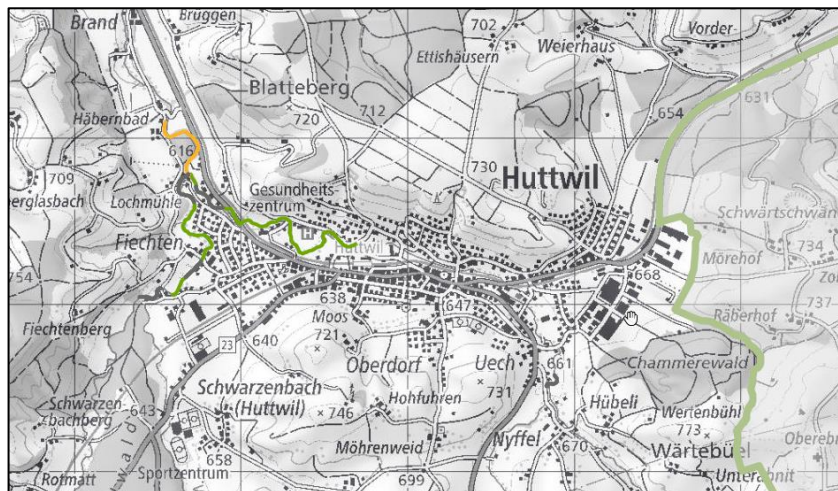 Brand
Bruggen
702
Vorder-
Ettishäusern
Weierhaus
Blatteberg
631
Häbernbad
720
712
654
616
709
730
Huttwil
erglasbach
Lochmühle
Gesundheits
zentrum
Schwärtschwand
H
Fiechten
Huttwil
734
Mörehof
754
668
638
647
Räberhof
737
Moos
Fiechtenberg
23
640
721
661
Chammerewald
Oberdorf
Uech
Schwarzenbach
(Huttwil)
Hohfuhren
731
Hübeli
Schwarzen
bachberg
643
746
Wertenbühl
773
Möhrenweid
Nyffel
Wärtebüel
658
670
Rotmatt
wald
Sportzentrum
699